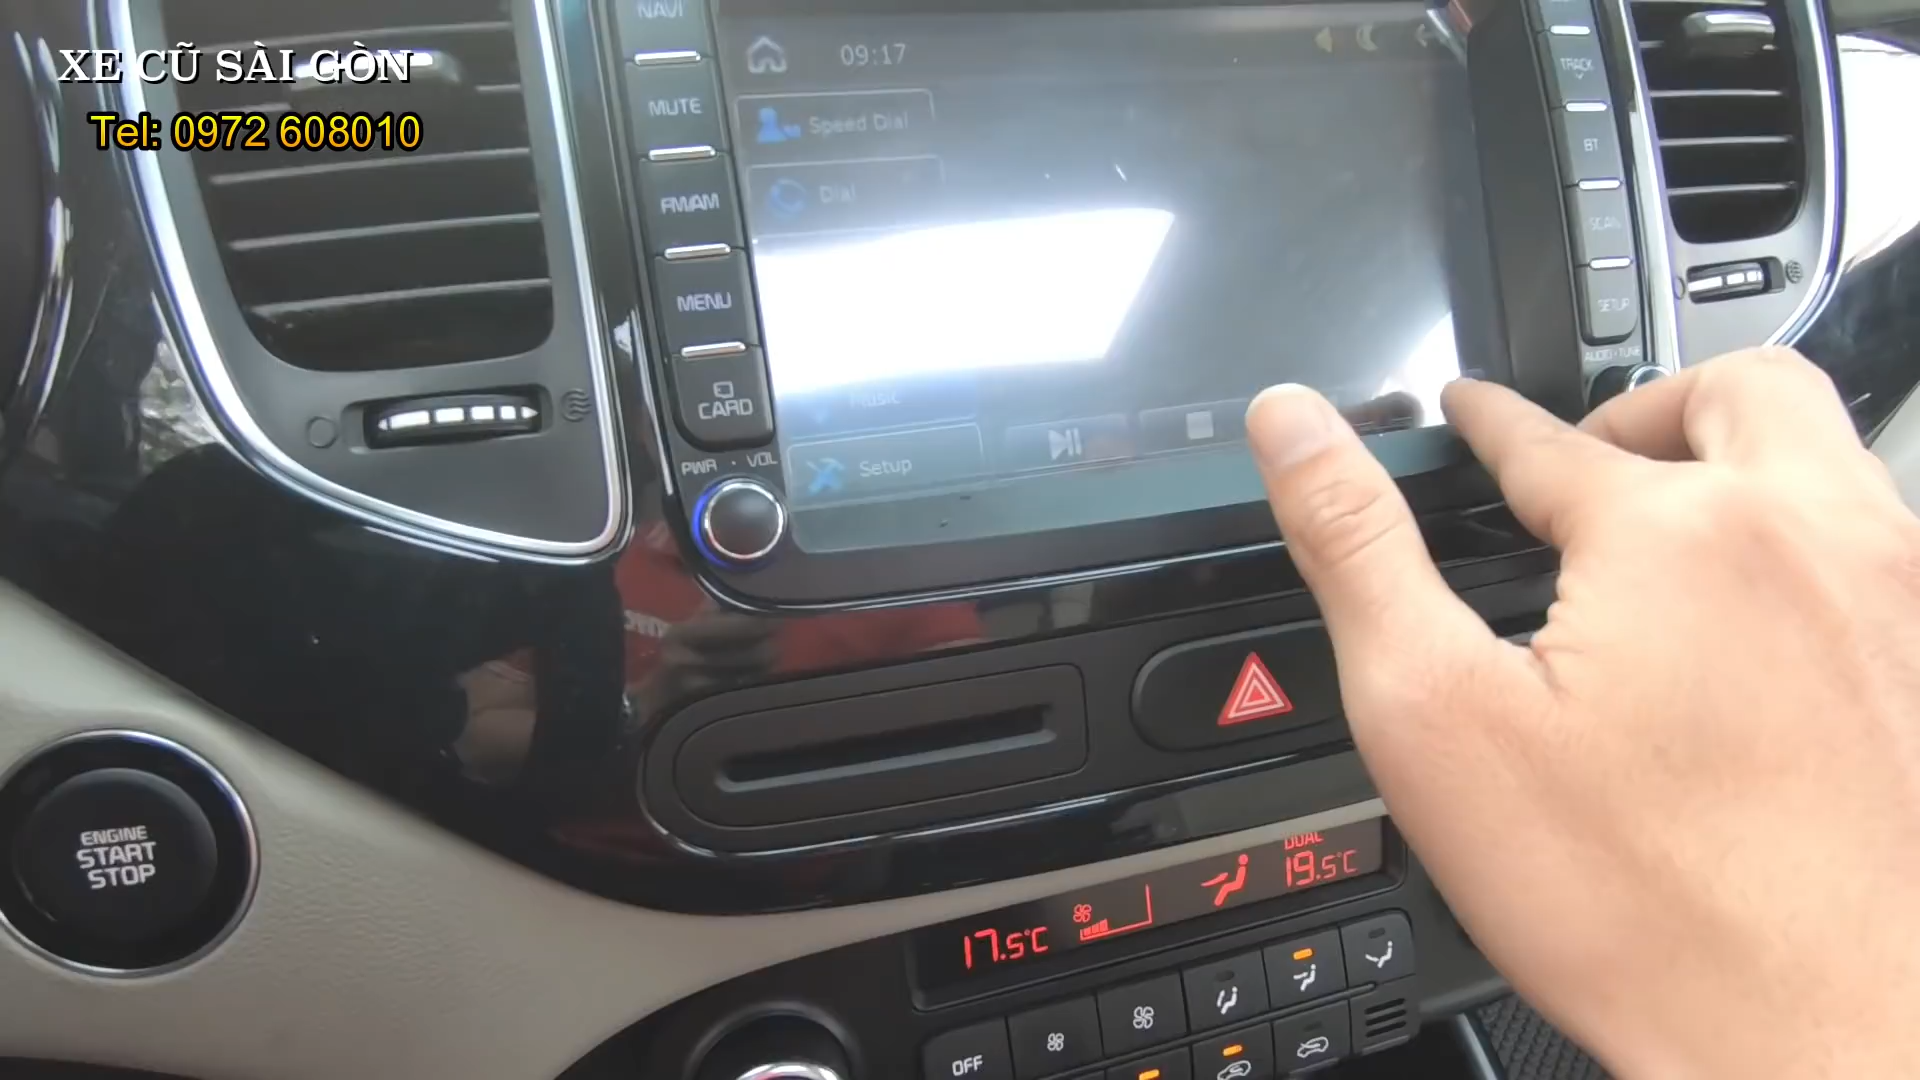 XE CŨ SÀI GÒN
Tel: 0972 608010
NAVI
MUTE
FM/AM
MENU
CARD
PWR · VOL
09:17
Speed Dial
Dial
Music
Setup
TRACK
BT
SCAN
SETUP
AUDIO · TUNE
ENGINE
START
STOP
17.5°C
DUAL
19.5°C
OFF